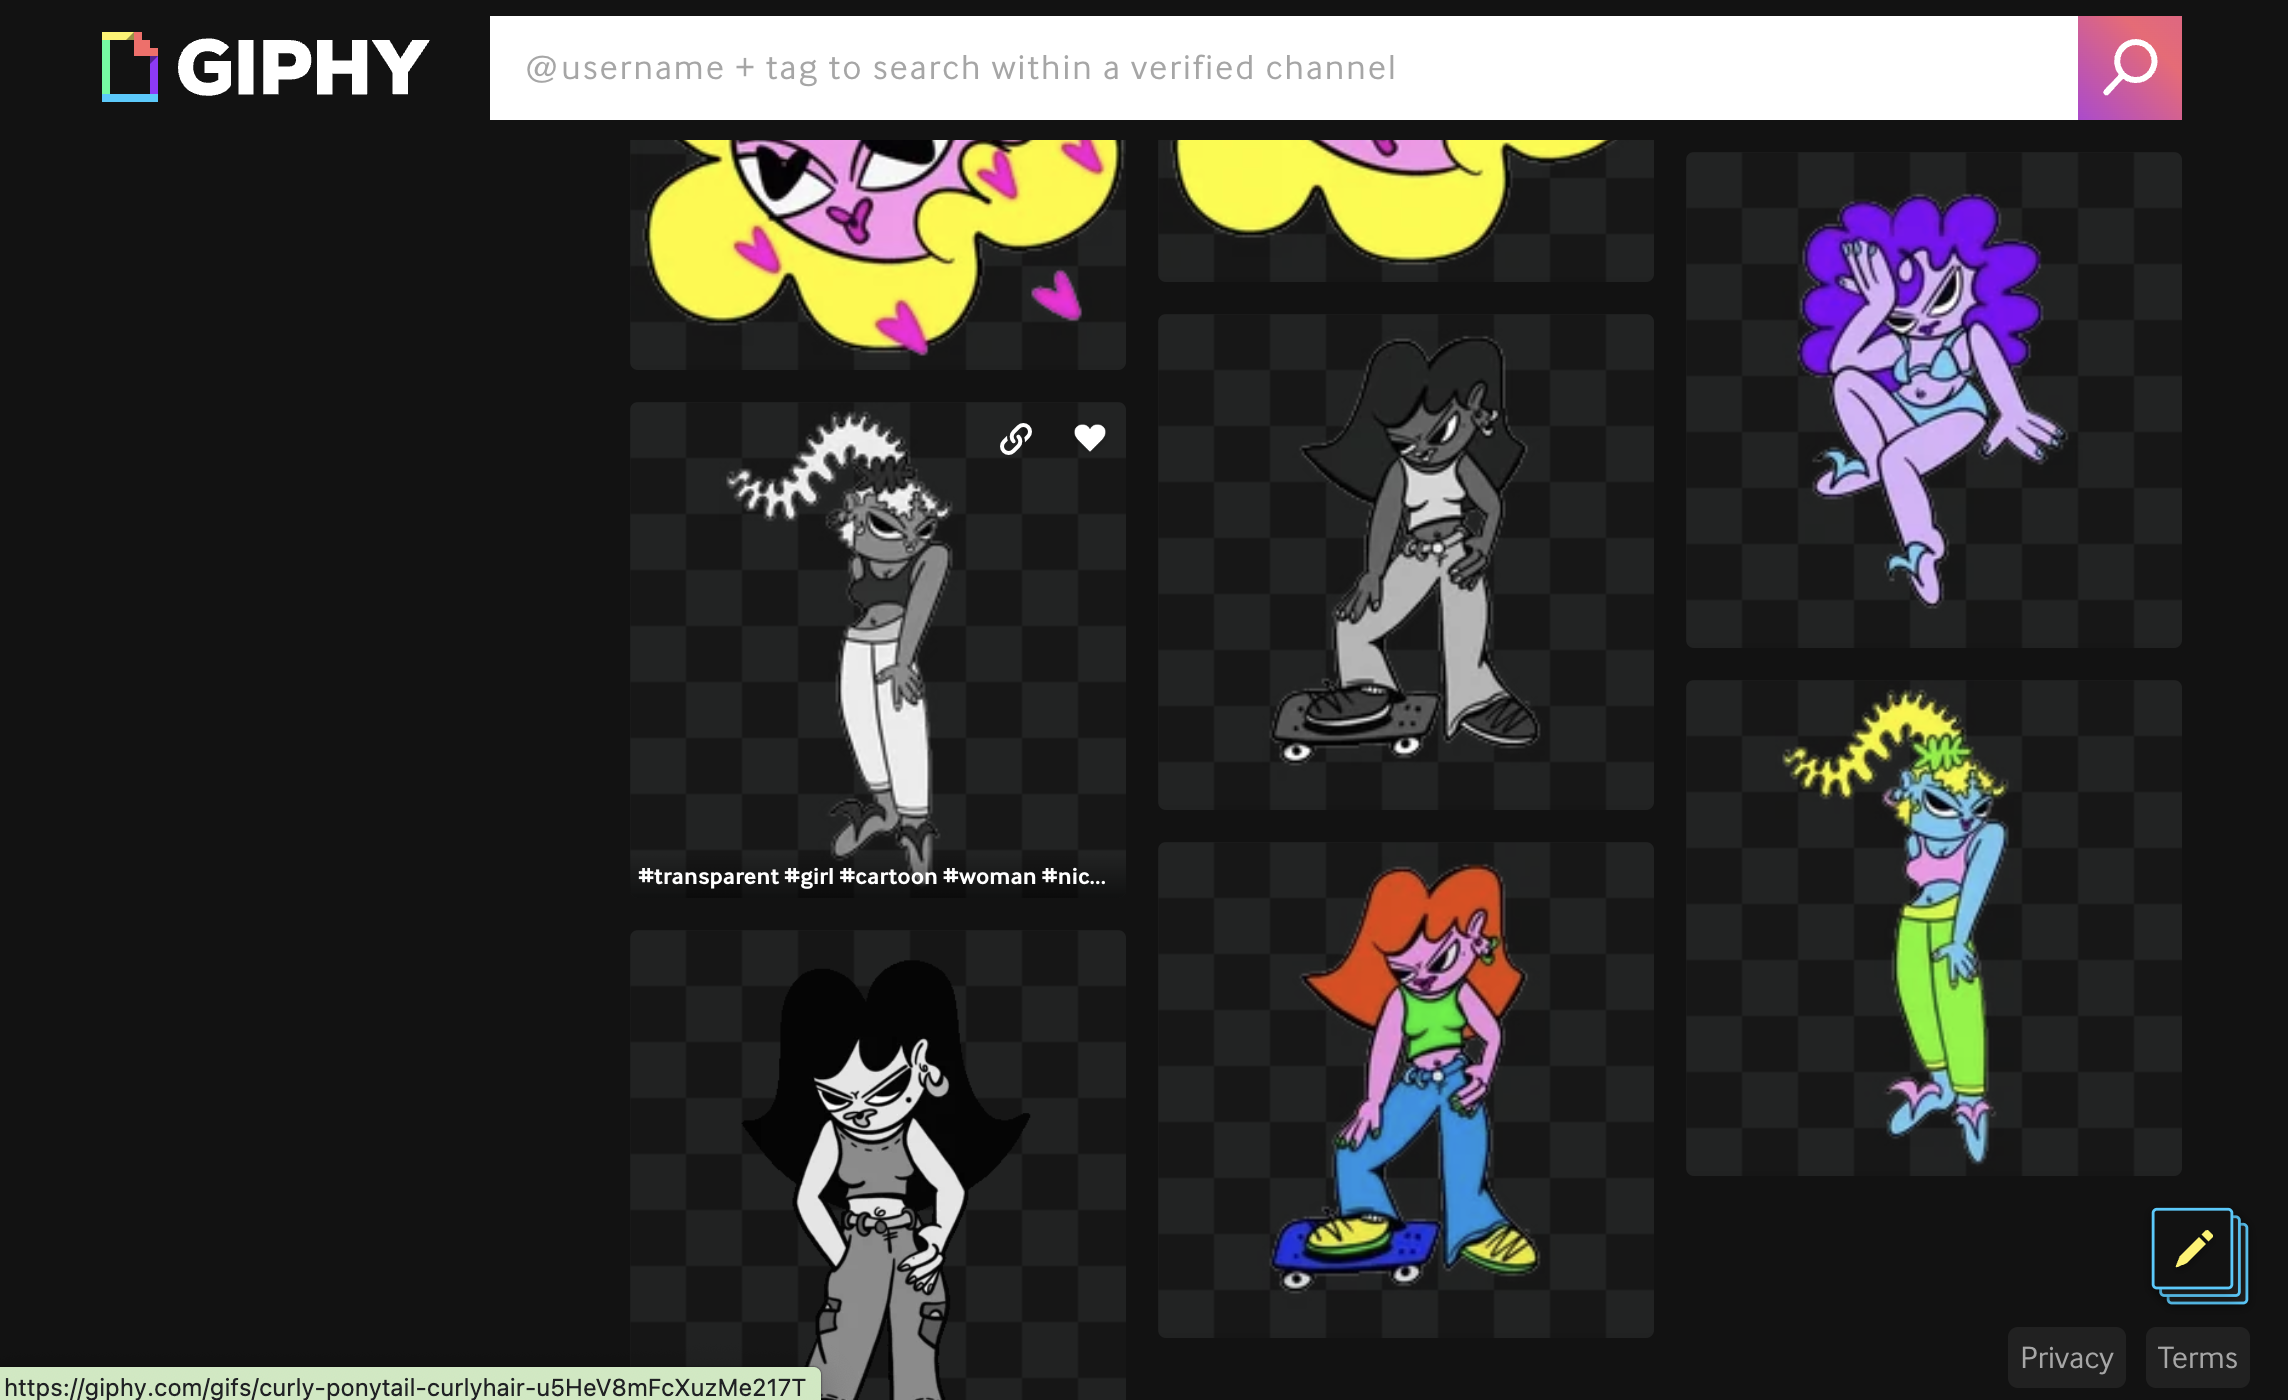 GIPHY
@username + tag to search within a verified channel
#transparent #girl #cartoon #woman #nic...
Privacy
Terms
https://giphy.com/gifs/curly-ponytail-curlyhair-u5HeV8mFcXuzMe217T